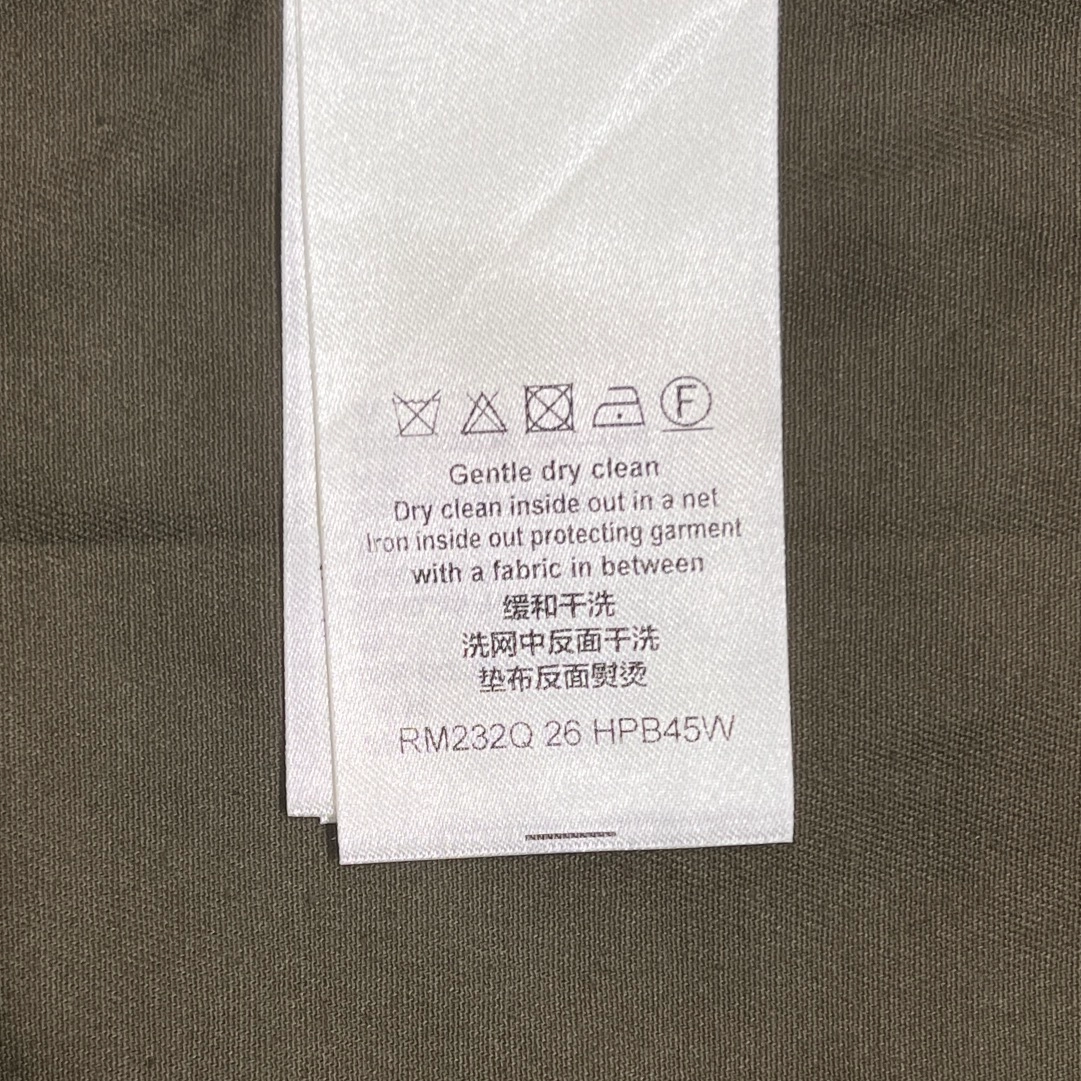 F
Gentle dry clean
Dry clean inside out in a net
Iron inside out protecting garment
with a fabric in between
缓和干洗
洗网中反面干洗
垫布反面熨烫
RM232Q 26 HPB45W